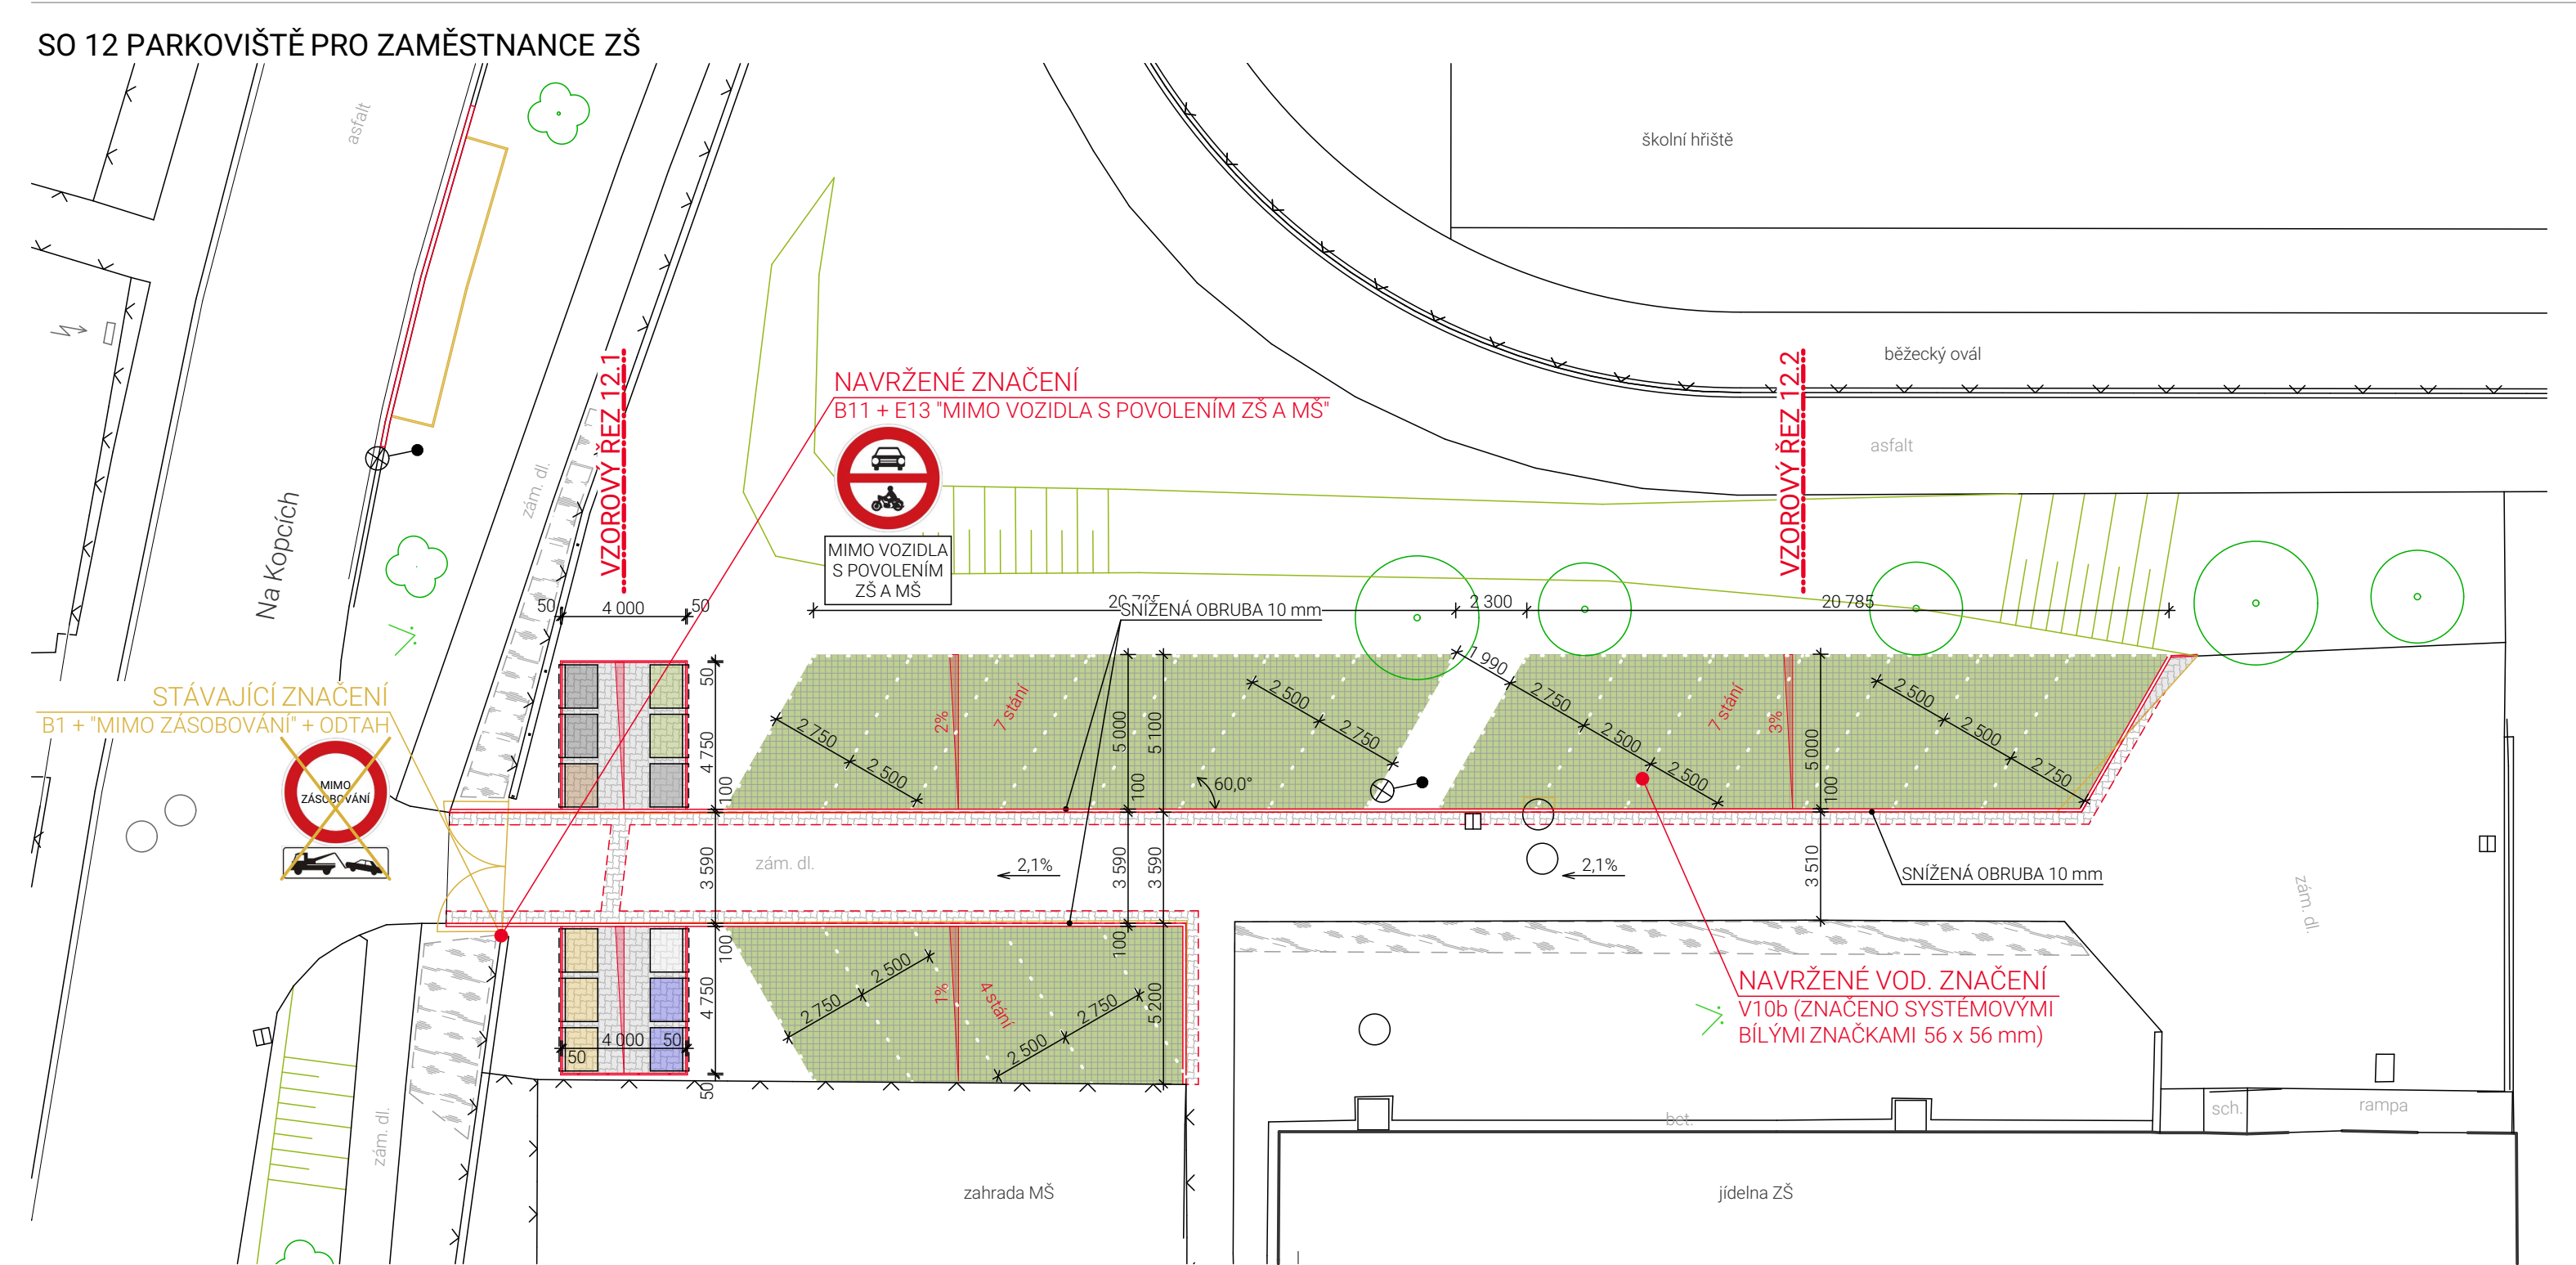 SO 12 PARKOVIŠTĚ PRO ZAMĚSTNANCE ZŠ
asfalt
školní hřiště
běžecký ovál
asfalt
VZOROVÝ ŘEZ 12.1
VZOROVÝ ŘEZ 12.2
NAVRŽENÉ ZNAČENÍ
B11 + E13 "MIMO VOZIDLA S POVOLENÍM ZŠ A MŠ"
MIMO VOZIDLA
S POVOLENÍM
ZŠ A MŠ
zám. dl.
Na Kopcích
50
4 000
50
SNÍŽENÁ OBRUBA 10 mm
2 300
20 785
STÁVAJÍCÍ ZNAČENÍ
B1 + "MIMO ZÁSOBOVÁNÍ" + ODTAH
MIMO
ZÁSOBOVÁNÍ
50
4 750
100
2 750
2 500
2%
7 stání
5 000
5 100
100
60,0°
2 500
2 750
1 990
2 750
2 500
2 500
7 stání
3%
5 000
100
2 500
2 500
2 750
3 590
zám. dl.
2,1%
3 590
3 590
2,1%
3 510
SNÍŽENÁ OBRUBA 10 mm
zám. dl.
100
4 750
50
4 000
50
50
2 750
2 500
1%
4 stání
2 500
2 750
100
5 200
NAVRŽENÉ VOD. ZNAČENÍ
V10b (ZNAČENO SYSTÉMOVÝMI
BÍLÝMI ZNAČKAMI 56 x 56 mm)
zám. dl.
bet.
sch.
rampa
zahrada MŠ
jídelna ZŠ